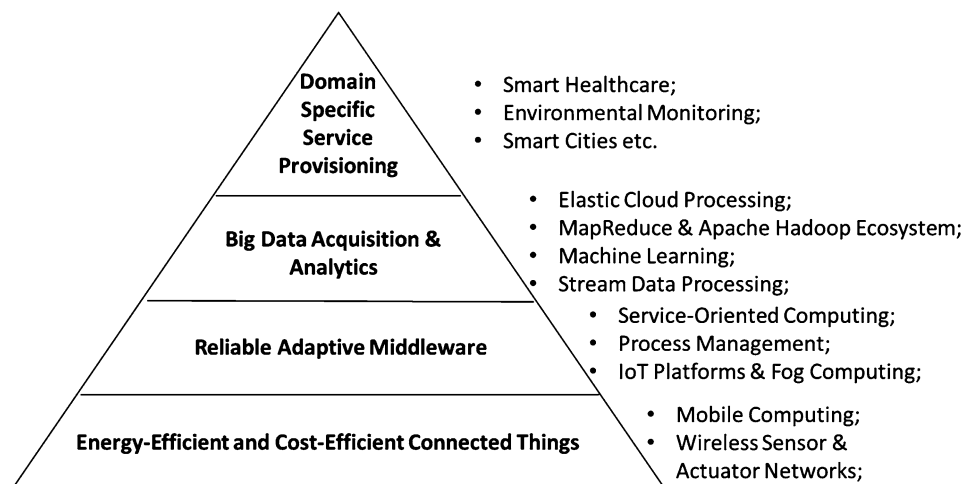 Domain
Specific
Service
Provisioning
• Smart Healthcare;
• Environmental Monitoring;
• Smart Cities etc.
Big Data Acquisition &
Analytics
• Elastic Cloud Processing;
• MapReduce & Apache Hadoop Ecosystem;
• Machine Learning;
• Stream Data Processing;
Reliable Adaptive Middleware
• Service-Oriented Computing;
• Process Management;
• IoT Platforms & Fog Computing;
Energy-Efficient and Cost-Efficient Connected Things
• Mobile Computing;
• Wireless Sensor &
Actuator Networks;